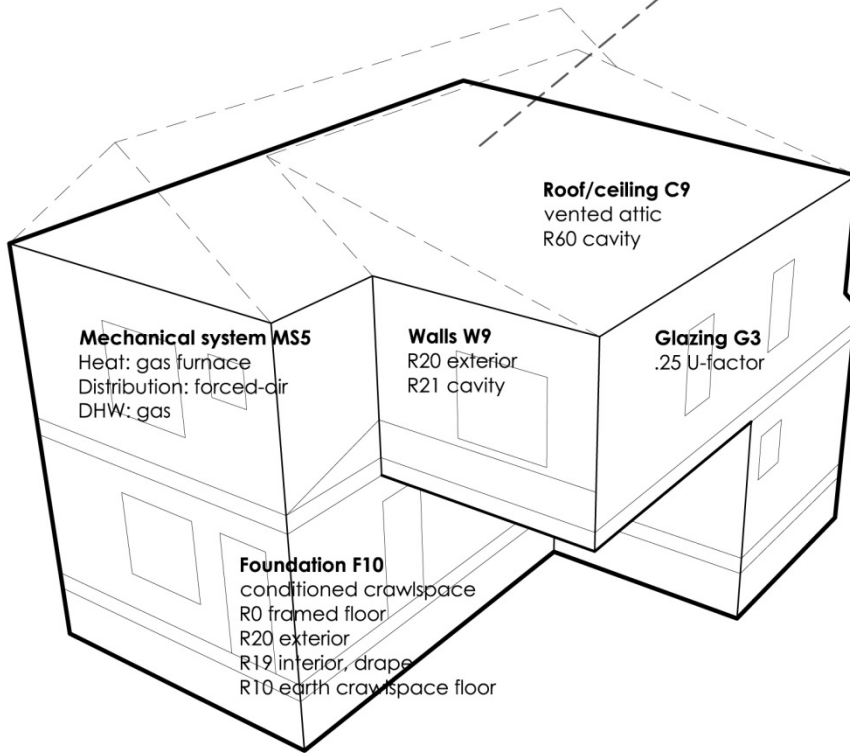 Roof/ceiling C9
vented attic
R60 cavity
Mechanical system MS5
Heat: gas furnace
Distribution: forced-air
DHW: gas
Walls W9
R20 exterior
R21 cavity
Glazing G3
.25 U-factor
Foundation F10
conditioned crawlspace
R0 framed floor
R20 exterior
R19 interior, drape
R10 earth crawlspace floor